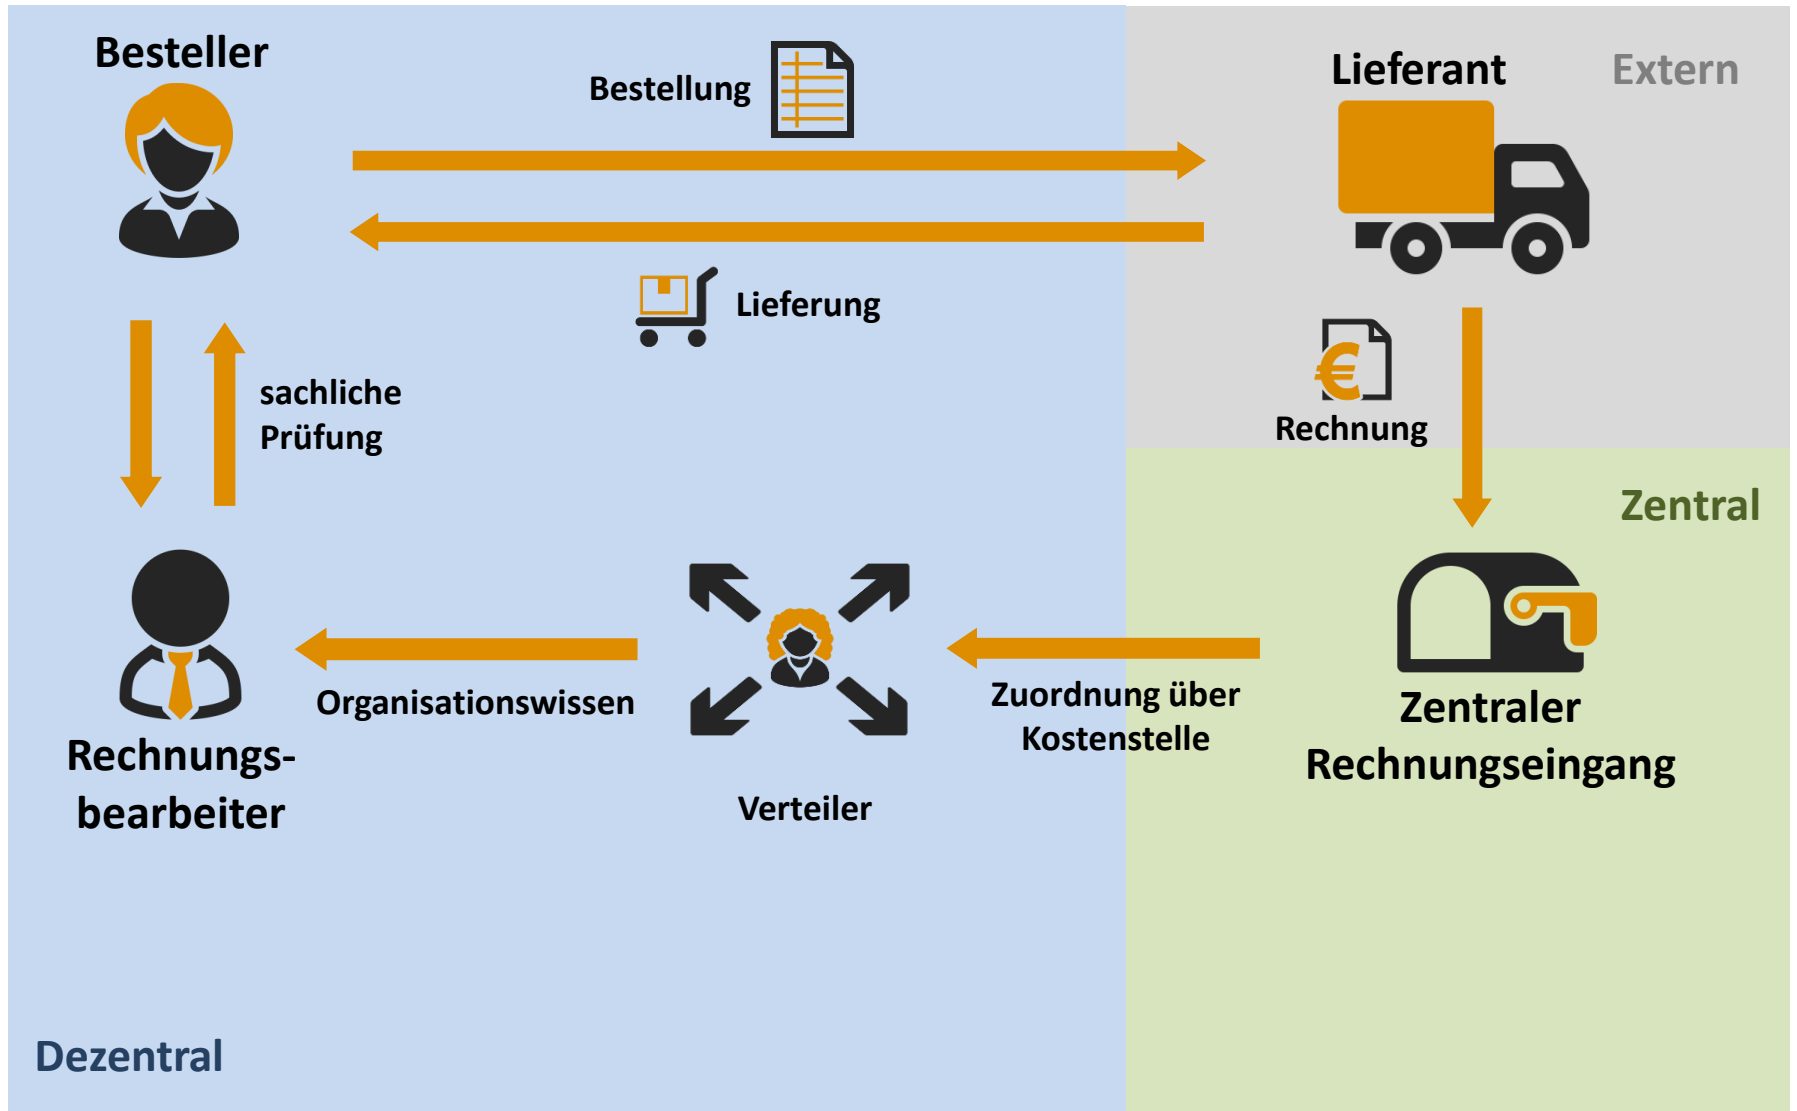 Besteller
Bestellung
Lieferant
Extern
Lieferung
sachliche
Prüfung
€
Rechnung
Zentral
Organisationswissen
Zuordnung über
Kostenstelle
Zentraler
Rechnungseingang
Rechnungs-
bearbeiter
Verteiler
Dezentral